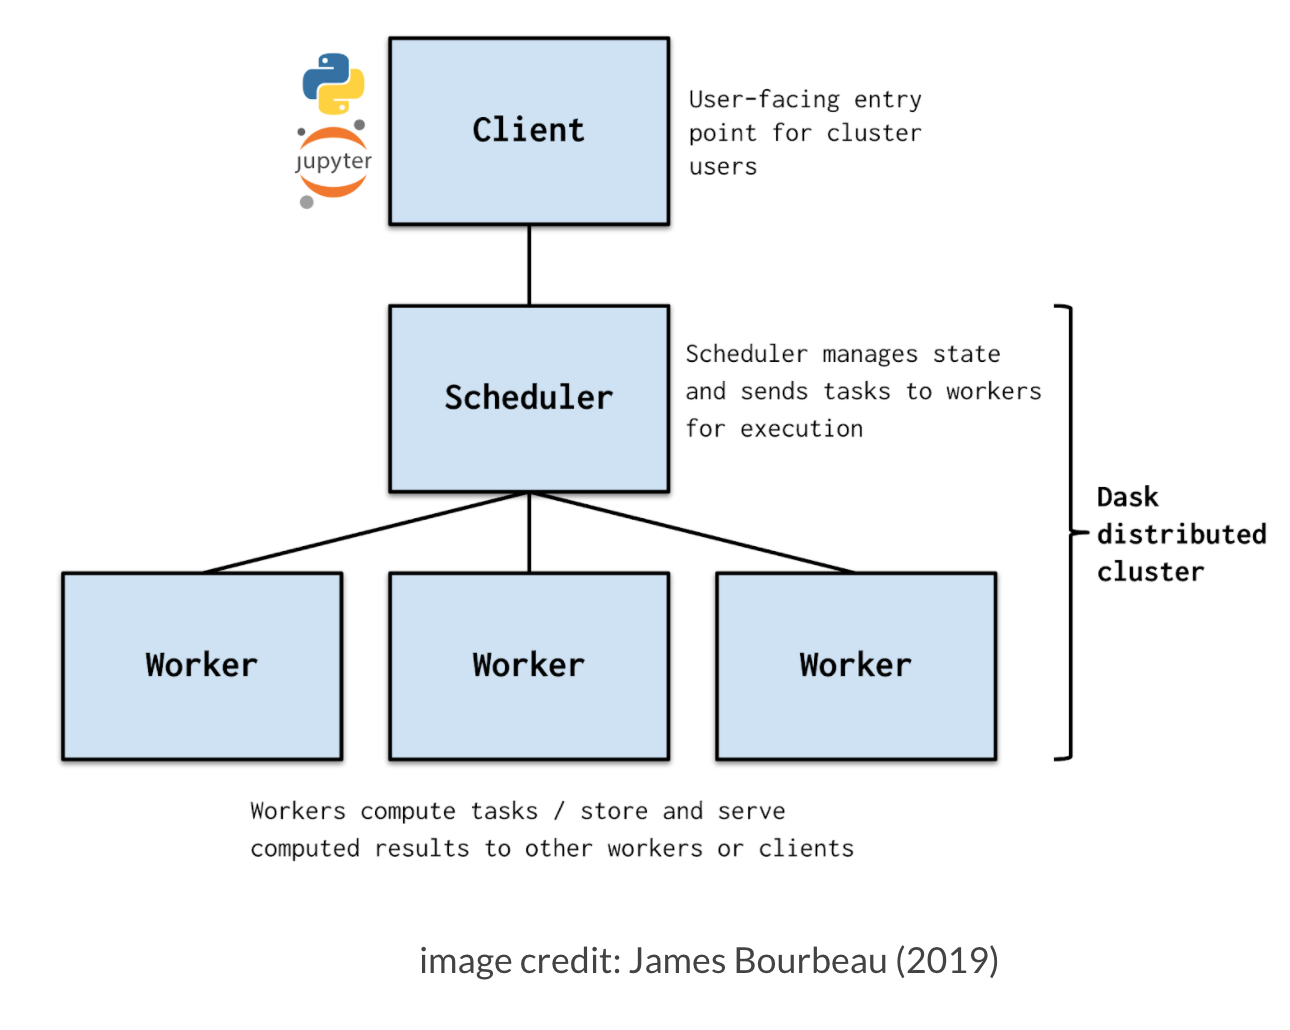 Client
jupyter
User-facing entry
point for cluster
users
Scheduler
Scheduler manages state
and sends tasks to workers
for execution
Dask
distributed
cluster
Worker
Worker
Worker
Workers compute tasks / store and serve
computed results to other workers or clients
image credit: James Bourbeau (2019)